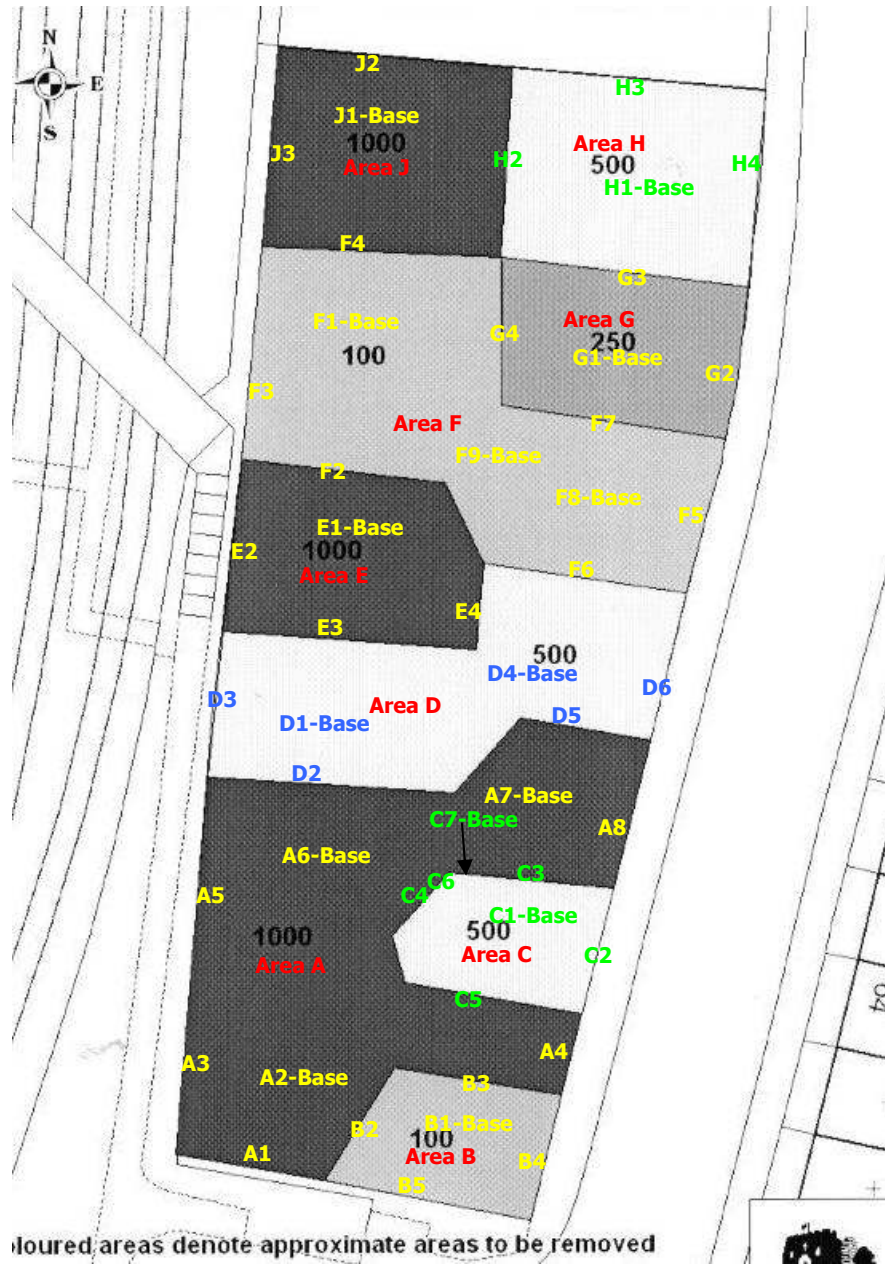 N
E
S
J2
H3
J1-Base
1000
Area J
J3
H2
Area H
500
H1-Base
H4
F4
G3
F1-Base
100
G4
Area G
250
G1-Base
G2
F3
Area F
F7
F9-Base
F8-Base
F5
F2
E1-Base
1000
Area E
E2
E4
F6
E3
500
D4-Base
D6
D3
Area D
D1-Base
D5
D2
A7-Base
C7-Base
A8
A6-Base
C6
C3
C4
A5
C1-Base
500
1000
Area C
C2
Area A
C5
04
A4
A3
A2-Base
B3
B1-Base
B2
100
Area B
B4
A1
B5
loured areas denote approximate areas to be removed